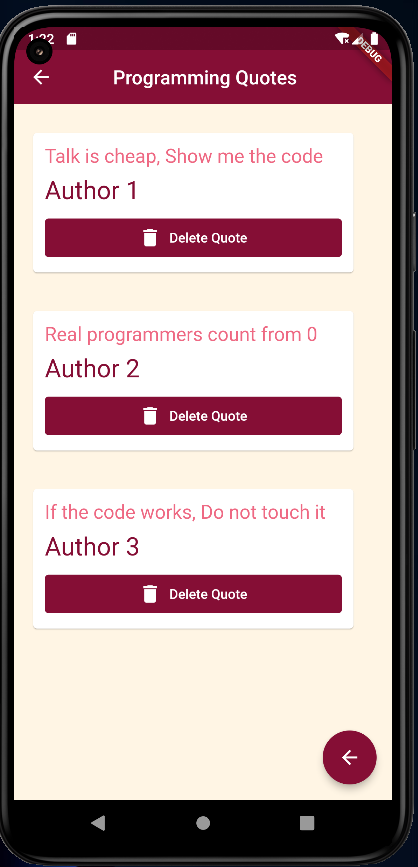 1:22
DEBUG
Programming Quotes
Talk is cheap, Show me the code
Author 1
Delete Quote
Real programmers count from 0
Author 2
Delete Quote
If the code works, Do not touch it
Author 3
Delete Quote